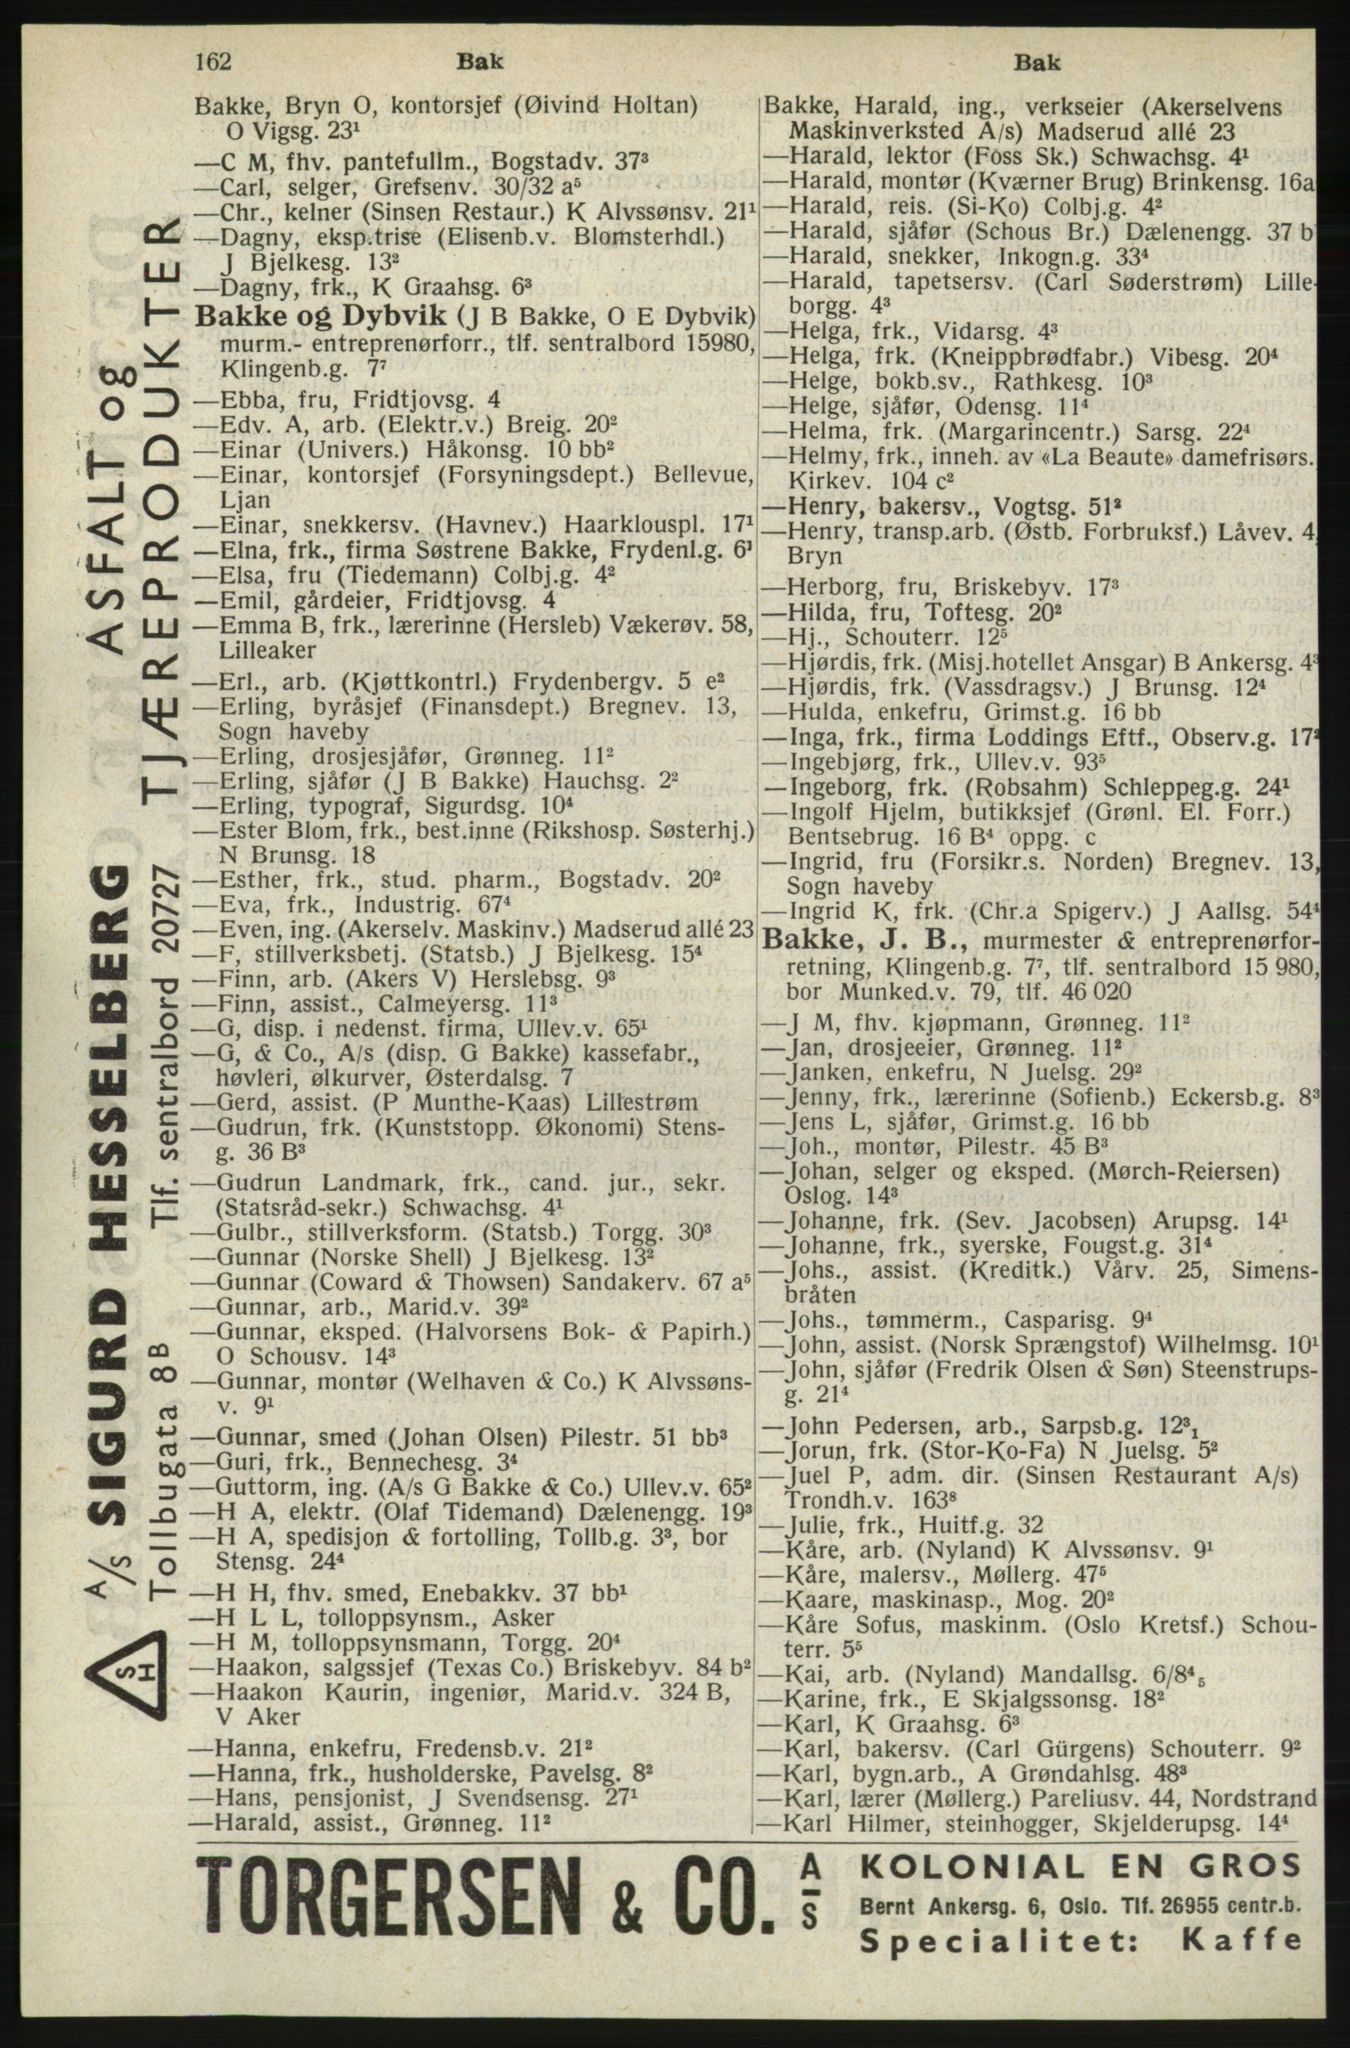 162
Bak
Bak
Bakke, Bryn O, kontorsjef (Øivind Holtan)
O Vigsg. 23¹
—C M, fhv. pantefullm., Bogstadv. 37³
—Carl, selger, Grefsenv. 30/32 a⁵
—Chr., kelner (Sinsen Restaur.) K Alvssønsv. 21¹
—Dagny, eksp.trise (Elisenb.v. Blomsterhdl.)
J Bjelkesg. 13²
—Dagny, frk., K Graahsg. 6³
Bakke og Dybvik (J B Bakke, O E Dybvik)
murm.- entreprenørforr., tlf. sentralbord 15980,
Klingenb.g. 7⁷
—Ebba, fru, Fridtjovsg. 4
—Edv. A, arb. (Elektr.v.) Breig. 20²
—Einar (Univers.) Håkonsg. 10 bb²
—Einar, kontorsjef (Forsyningsdept.) Bellevue,
Ljan
—Einar, snekkersv. (Havnev.) Haarklouspl. 17¹
—Elna, frk., firma Søstrene Bakke, Frydenl.g. 6¹
—Elsa, fru (Tiedemann) Colbj.g. 4²
—Emil, gårdeier, Fridtjovsg. 4
—Emma B, frk., lærerinne (Hersleb) Vækerøv. 58,
Lilleaker
—Erl., arb. (Kjøttkontrl.) Frydenbergv. 5 e²
—Erling, byråsjef (Finansdept.) Bregnev. 13,
Sogn haveby
—Erling, drosjesjåfør, Grønneg. 11²
—Erling, sjåfør (J B Bakke) Hauchsg. 2²
—Erling, typograf, Sigurdsg. 10⁴
—Ester Blom, frk., best.inne (Rikshosp. Søsterhj.)
N Brunsg. 18
—Esther, frk., stud. pharm., Bogstadv. 20²
—Eva, frk., Industrig. 67⁴
—Even, ing. (Akerselv. Maskinv.) Madserud allé 23
—F, stillverksbetj. (Statsb.) J Bjelkesg. 15⁴
—Finn, arb. (Akers V) Herslebsg. 9³
—Finn, assist., Calmeyersg. 11³
—G, disp. i nedenst. firma, Ullev.v. 65¹
—G, & Co., A/s (disp. G Bakke) kassefabr.,
høvleri, ølkurver, Østerdalsg. 7
—Gerd, assist. (P Munthe-Kaas) Lillestrøm
—Gudrun, frk. (Kunststopp. Økonomi) Stens-
g. 36 B³
—Gudrun Landmark, frk., cand. jur., sekr.
(Statsråd-sekr.) Schwachsg. 4¹
—Gulbr., stillverksform. (Statsb.) Torgg. 30³
—Gunnar (Norske Shell) J Bjelkesg. 13²
—Gunnar (Coward & Thowsen) Sandakerv. 67 a⁵
—Gunnar, arb., Marid.v. 39²
—Gunnar, eksped. (Halvorsens Bok- & Papirh.)
O Schousv. 14³
—Gunnar, montør (Welhaven & Co.) K Alvssøns-
v. 9¹
—Gunnar, smed (Johan Olsen) Pilestr. 51 bb³
—Guri, frk., Bennechesg. 3⁴
—Guttorm, ing. (A/s G Bakke & Co.) Ullev.v. 65²
—H A, elektr. (Olaf Tidemand) Dælenengg. 19³
—H A, spedisjon & fortolling, Tollb.g. 3³, bor
Stensg. 24⁴
—H H, fhv. smed, Enebakkv. 37 bb¹
—H L L, tolloppsynsm., Asker
—H M, tolloppsynsmann, Torgg. 20⁴
—Haakon, salgssjef (Texas Co.) Briskebyv. 84 b²
—Haakon Kaurin, ingeniør, Marid.v. 324 B,
V Aker
—Hanna, enkefru, Fredensb.v. 21²
—Hanna, frk., husholderske, Pavelsg. 8²
—Hans, pensjonist, J Svendsensg. 27¹
—Harald, assist., Grønneg. 11²
Bakke, Harald, ing., verkseier (Akerselvens
Maskinverksted A/s) Madserud allé 23
—Harald, lektor (Foss Sk.) Schwachsg. 4¹
—Harald, montør (Kværner Brug) Brinkensg. 16a
—Harald, reis. (Si-Ko) Colbj.g. 4²
—Harald, sjåfør (Schous Br.) Dælenengg. 37 b
—Harald, snekker, Inkogn.g. 33⁴
—Harald, tapetsersv. (Carl Søderstrøm) Lille-
borgg. 4³
—Helga, frk., Vidarsg. 4³
—Helga, frk. (Kneippbrødfabr.) Vibesg. 20⁴
—Helge, bokb.sv., Rathkesg. 10³
—Helge, sjåfør, Odensg. 11⁴
—Helma, frk. (Margarincentr.) Sarsg. 22⁴
—Helmy, frk., inneh. av «La Beaute» damefrisørs.,
Kirkev. 104 c²
—Henry, bakersv., Vogtsg. 51²
—Henry, transp.arb. (Østb. Forbruksf.) Låvev. 4,
Bryn
—Herborg, fru, Briskebyv. 17³
—Hilda, fru, Toftesg. 20²
—Hj., Schouterr. 12⁵
—Hjørdis, frk. (Misj.hotellet Ansgar) B Ankersg. 4³
—Hjørdis, frk. (Vassdragsv.) J Brunsg. 12⁴
—Hulda, enkefru, Grimst.g. 16 bb
—Inga, frk., firma Loddings Eftf., Observ.g. 17²
—Ingebjørg, frk., Ullev.v. 93⁵
—Ingeborg, frk. (Robsahm) Schleppeg.g. 24¹
—Ingolf Hjelm, butikksjef (Grønl. El. Forr.)
Bentsebrug. 16 B⁴ oppg. c
—Ingrid, fru (Forsikr.s. Norden) Bregnev. 13,
Sogn haveby
—Ingrid K, frk. (Chr.a Spigerv.) J Aallsg. 54⁴
Bakke, J. B., murmester & entreprenørfor-
retning, Klingenb.g. 7⁷, tlf. sentralbord 15 980,
bor Munked.v. 79, tlf. 46 020
—J M, fhv. kjøpmann, Grønneg. 11²
—Jan, drosjeeier, Grønneg. 11²
—Janken, enkefru, N Juelsg. 29²
—Jenny, frk., lærerinne (Sofienb.) Eckersb.g. 8³
—Jens L, sjåfør, Grimst.g. 16 bb
—Joh., montør, Pilestr. 45 B³
—Johan, selger og eksped. (Mørch-Reiersen)
Oslog. 14³
—Johanne, frk. (Sev. Jacobsen) Arupsg. 14¹
—Johanne, frk., syerske, Fougst.g. 31⁴
—Johs., assist. (Kreditk.) Vårv. 25, Simens-
bråten
—Johs., tømmerm., Casparisg. 9⁴
—John, assist. (Norsk Sprængstof) Wilhelmsg. 10¹
—John, sjåfør (Fredrik Olsen & Søn) Steenstrups-
g. 21⁴
—John Pedersen, arb., Sarpsb.g. 12³₁
—Jorun, frk. (Stor-Ko-Fa) N Juelsg. 5²
—Juel P, adm. dir. (Sinsen Restaurant A/s)
Trondh.v. 163⁸
—Julie, frk., Huitf.g. 32
—Kåre, arb. (Nyland) K Alvssønsv. 9¹
—Kåre, malersv., Møllerg. 47⁵
—Kaare, maskinasp., Mog. 20²
—Kåre Sofus, maskinm. (Oslo Kretsf.) Schou-
terr. 5⁵
—Kai, arb. (Nyland) Mandallsg. 6/8⁴₅
—Karine, frk., E Skjalgssonsg. 18²
—Karl, K Graahsg. 6³
—Karl, bakersv. (Carl Gürgens) Schouterr. 9²
—Karl, bygn.arb., A Grøndahlsg. 48³
—Karl, lærer (Møllerg.) Pareliusv. 44, Nordstrand
—Karl Hilmer, steinhogger, Skjelderupsg. 14⁴
SH
A/S SIGURD HESSELBERG
Tollbugata 8B Tlf. sentralbord 20727
ASFALT og
TJÆREPRODUKTER
TORGERSEN & CO. A/S
KOLONIAL EN GROS
Bernt Ankersg. 6, Oslo. Tlf. 26955 centr.b.
Specialitet: Kaffe